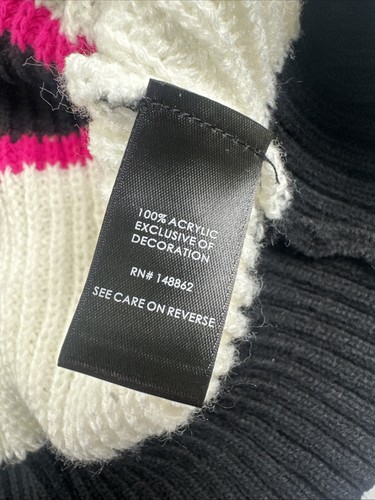 100% ACRYLIC
EXCLUSIVE OF
DECORATION
RN# 148862
SEE CARE ON REVERSE